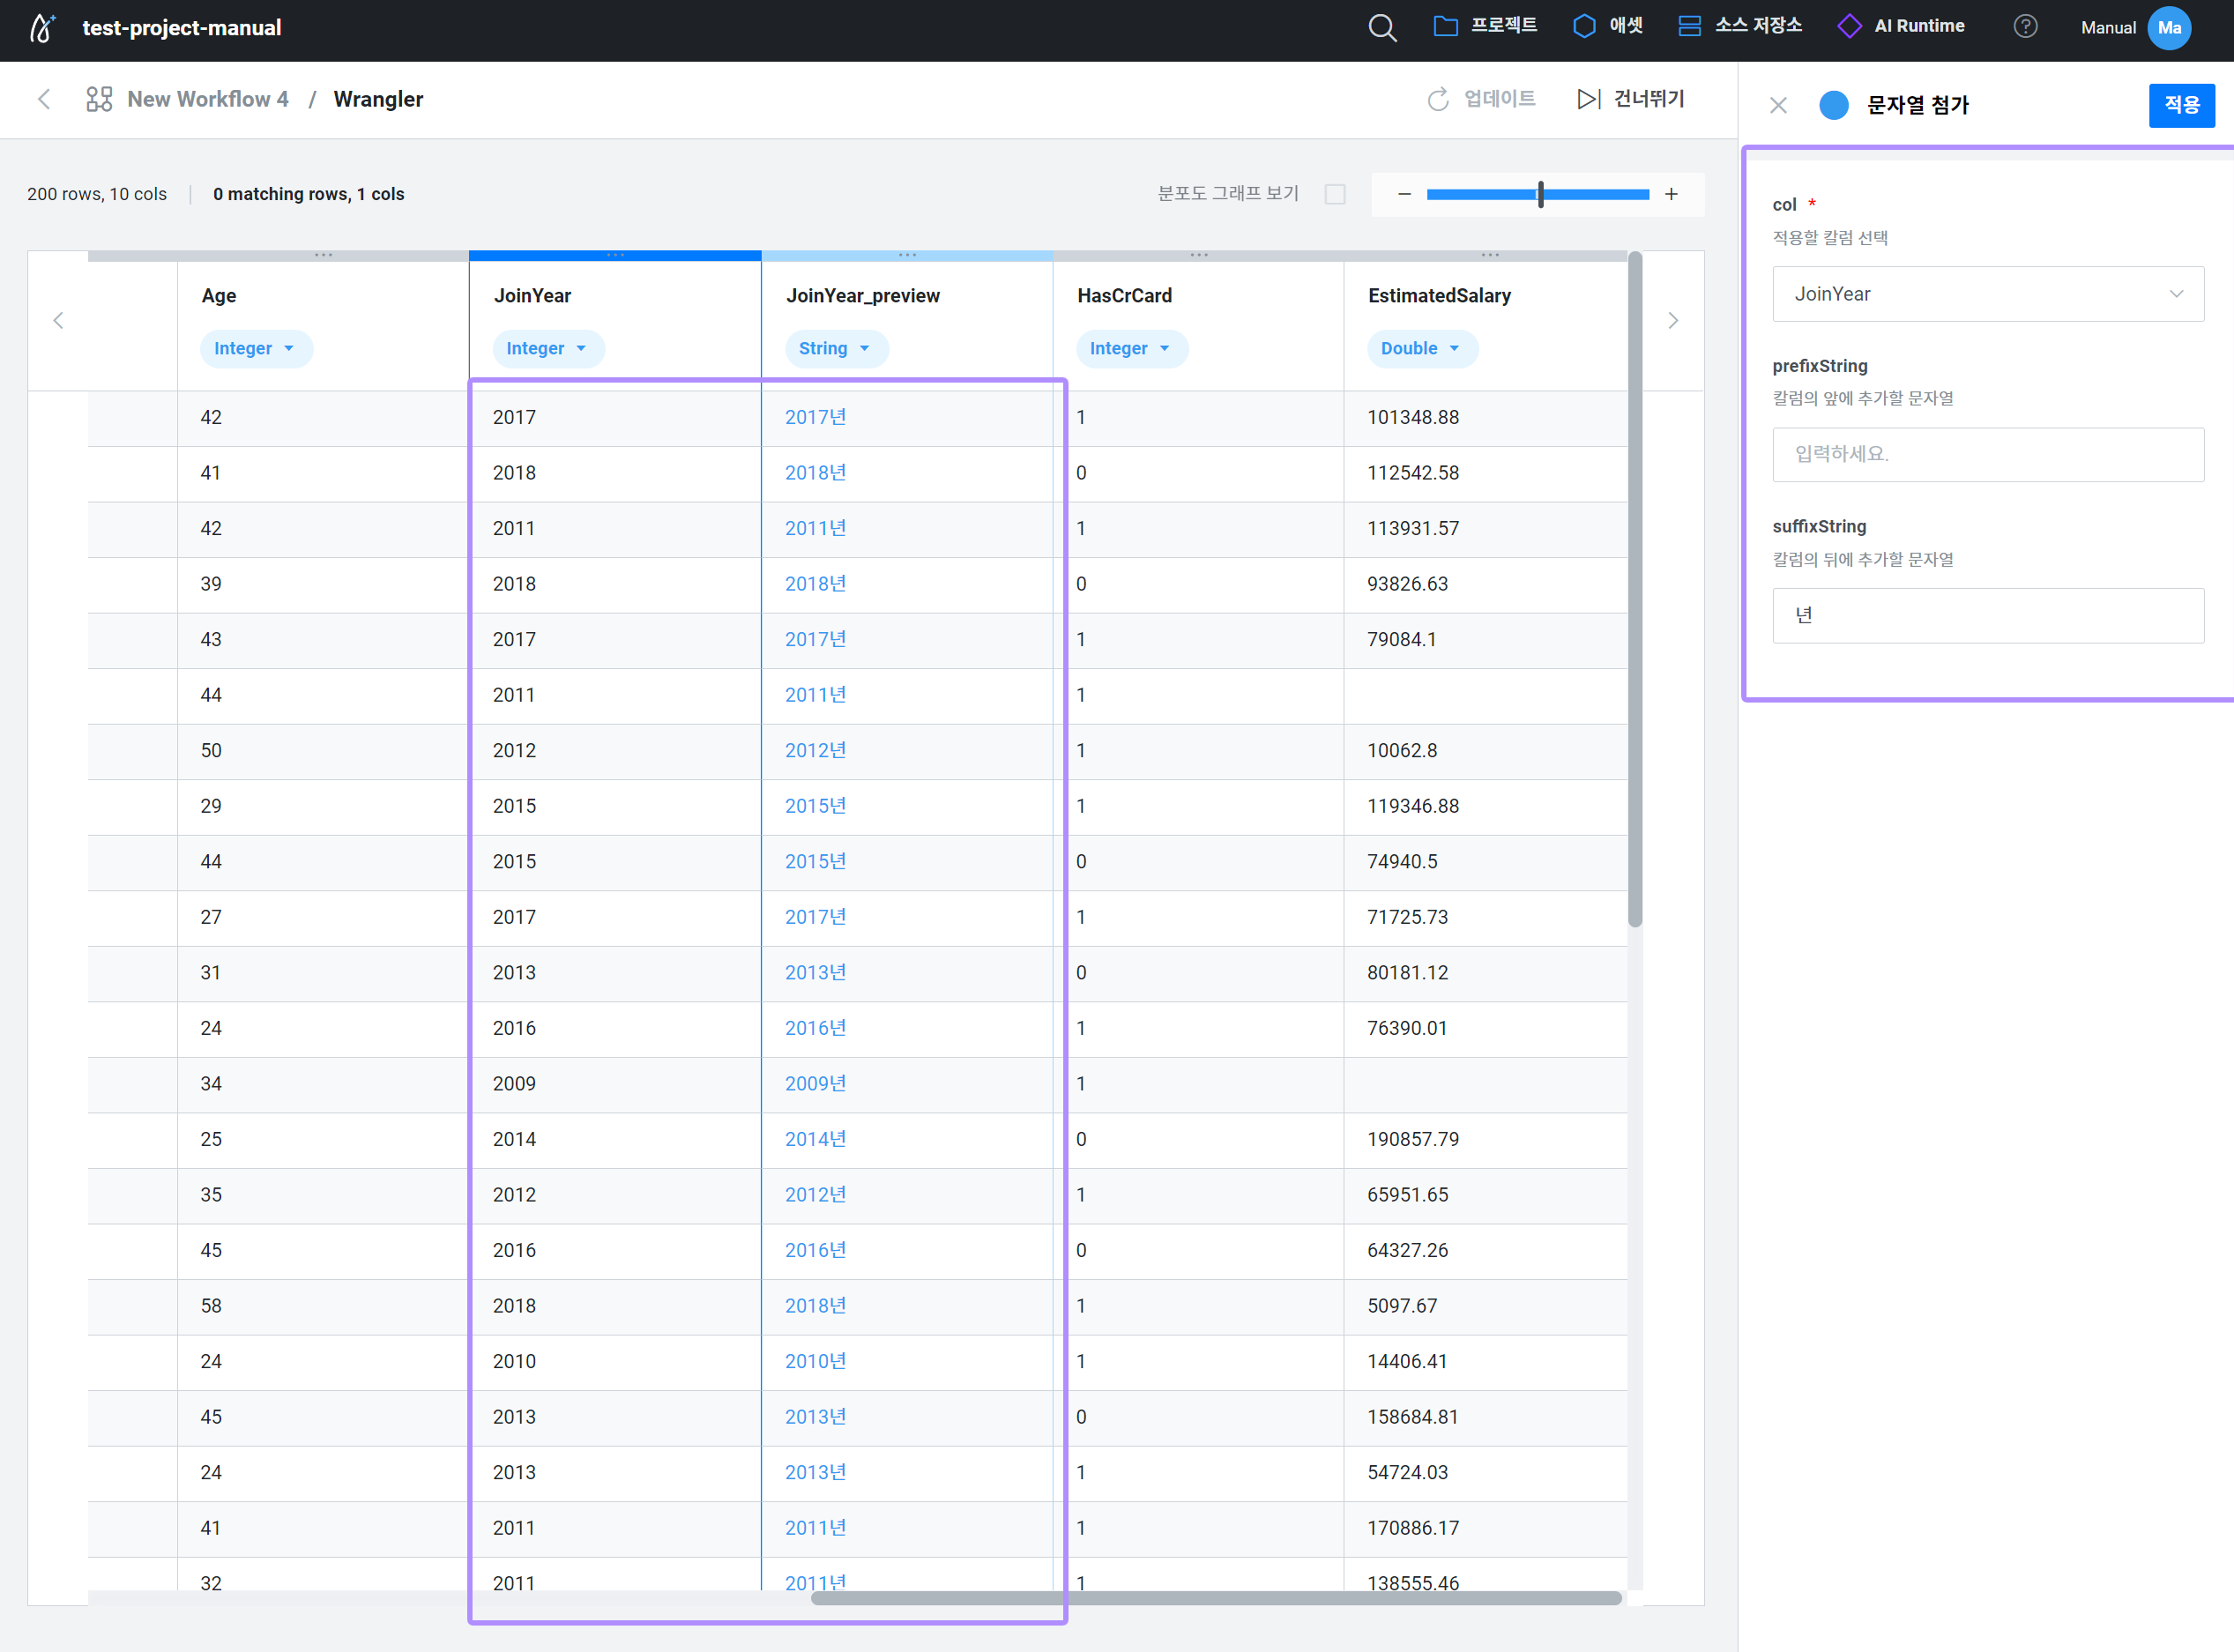 test-project-manual
프로젝트
애셋
소스 저장소
AI Runtime
Manual
Ma
New Workflow 4 / Wrangler
업데이트
건너뛰기
문자열 첨가
적용
200 rows, 10 cols
0 matching rows, 1 cols
분포도 그래프 보기
Age JoinYear JoinYear_preview HasCrCard EstimatedSalary
Integer Integer String Integer Double
42 2017 2017년 1 101348.88
41 2018 2018년 0 112542.58
42 2011 2011년 1 113931.57
39 2018 2018년 0 93826.63
43 2017 2017년 1 79084.1
44 2011 2011년 1
50 2012 2012년 1 10062.8
29 2015 2015년 1 119346.88
44 2015 2015년 0 74940.5
27 2017 2017년 1 71725.73
31 2013 2013년 0 80181.12
24 2016 2016년 1 76390.01
34 2009 2009년 1
25 2014 2014년 0 190857.79
35 2012 2012년 1 65951.65
45 2016 2016년 0 64327.26
58 2018 2018년 1 5097.67
24 2010 2010년 1 14406.41
45 2013 2013년 0 158684.81
24 2013 2013년 1 54724.03
41 2011 2011년 1 170886.17
32 2011 2011년 1 138555.46
col *
적용할 칼럼 선택
JoinYear
prefixString
칼럼의 앞에 추가할 문자열
입력하세요.
suffixString
칼럼의 뒤에 추가할 문자열
년